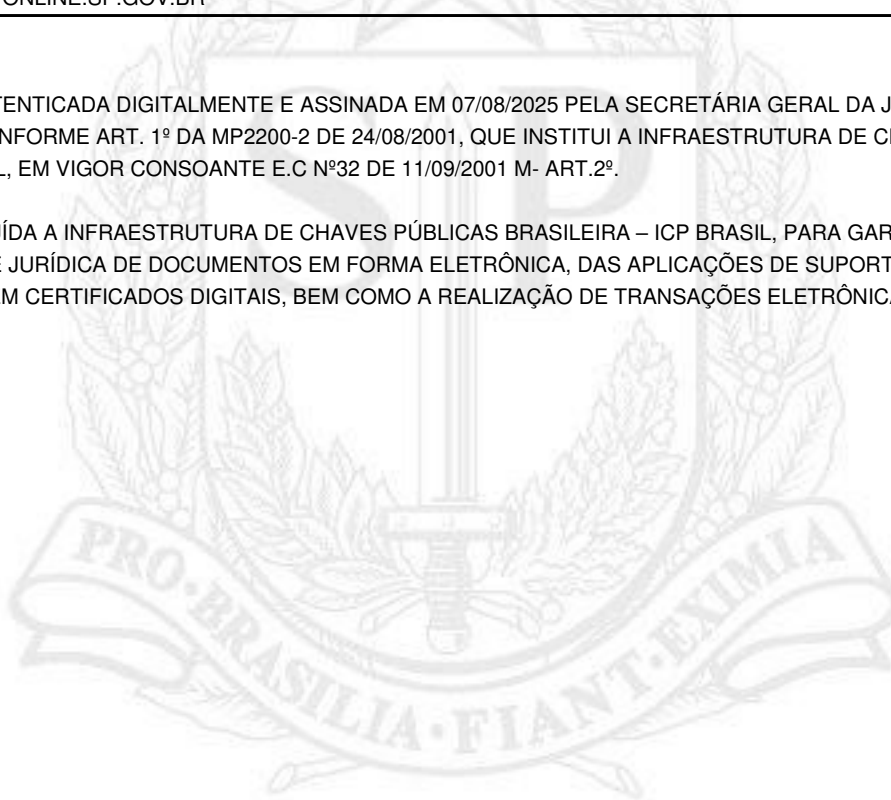 ONLINE.SP.GOV.BR
TENTICADA DIGITALMENTE E ASSINADA EM 07/08/2025 PELA SECRETÁRIA GERAL DA J
NFORME ART. 1º DA MP2200-2 DE 24/08/2001, QUE INSTITUI A INFRAESTRUTURA DE C
L, EM VIGOR CONSOANTE E.C Nº32 DE 11/09/2001 M- ART.2º.
ÍDA A INFRAESTRUTURA DE CHAVES PÚBLICAS BRASILEIRA – ICP BRASIL, PARA GAR
E JURÍDICA DE DOCUMENTOS EM FORMA ELETRÔNICA, DAS APLICAÇÕES DE SUPORT
EM CERTIFICADOS DIGITAIS, BEM COMO A REALIZAÇÃO DE TRANSAÇÕES ELETRÔNICA
SP
PRO·BRASILIA·FIANT·EXIMIA